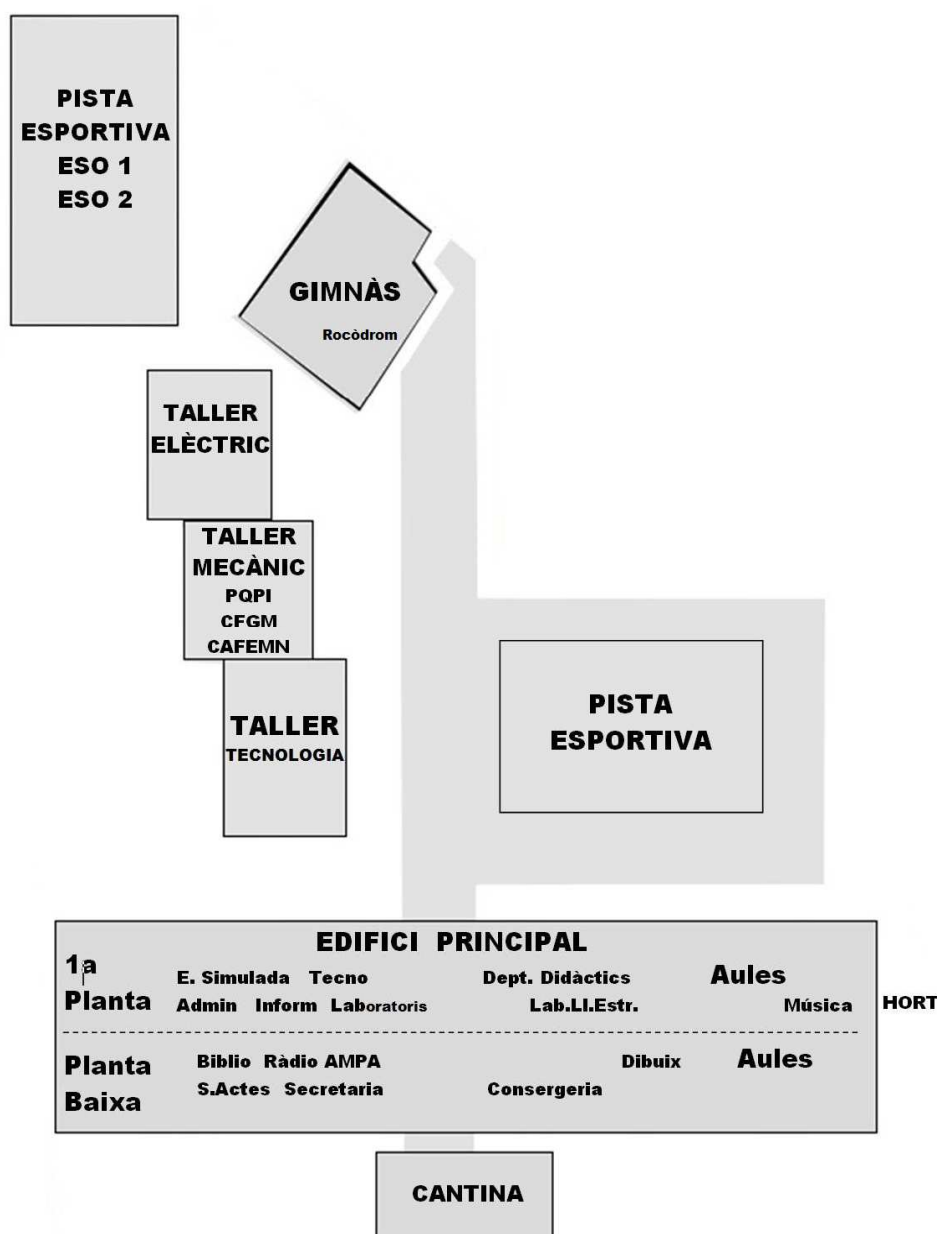 PISTA
ESPORTIVA
ESO 1
ESO 2
GIMNÀS
Rocòdrom
TALLER
ELÈCTRIC
TALLER
MECÀNIC
PQPI
CFGM
CAFEMN
TALLER
TECNOLOGIA
PISTA
ESPORTIVA
EDIFICI PRINCIPAL
1a
Planta
E. Simulada Tecno Dept. Didàctics Aules
Admin Inform Laboratoris Lab.Ll.Estr. Música
HORT
Planta
Baixa
Biblio Ràdio AMPA Dibuix Aules
S.Actes Secretaria Consergeria
CANTINA